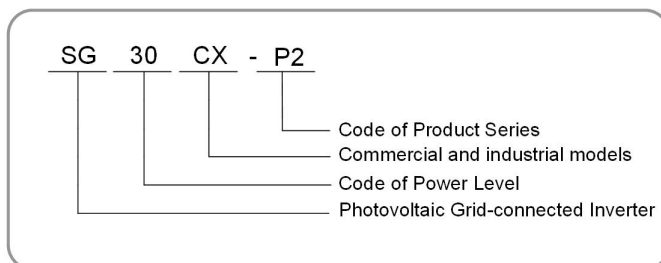 SG 30 CX - P2
Code of Product Series
Commercial and industrial models
Code of Power Level
Photovoltaic Grid-connected Inverter